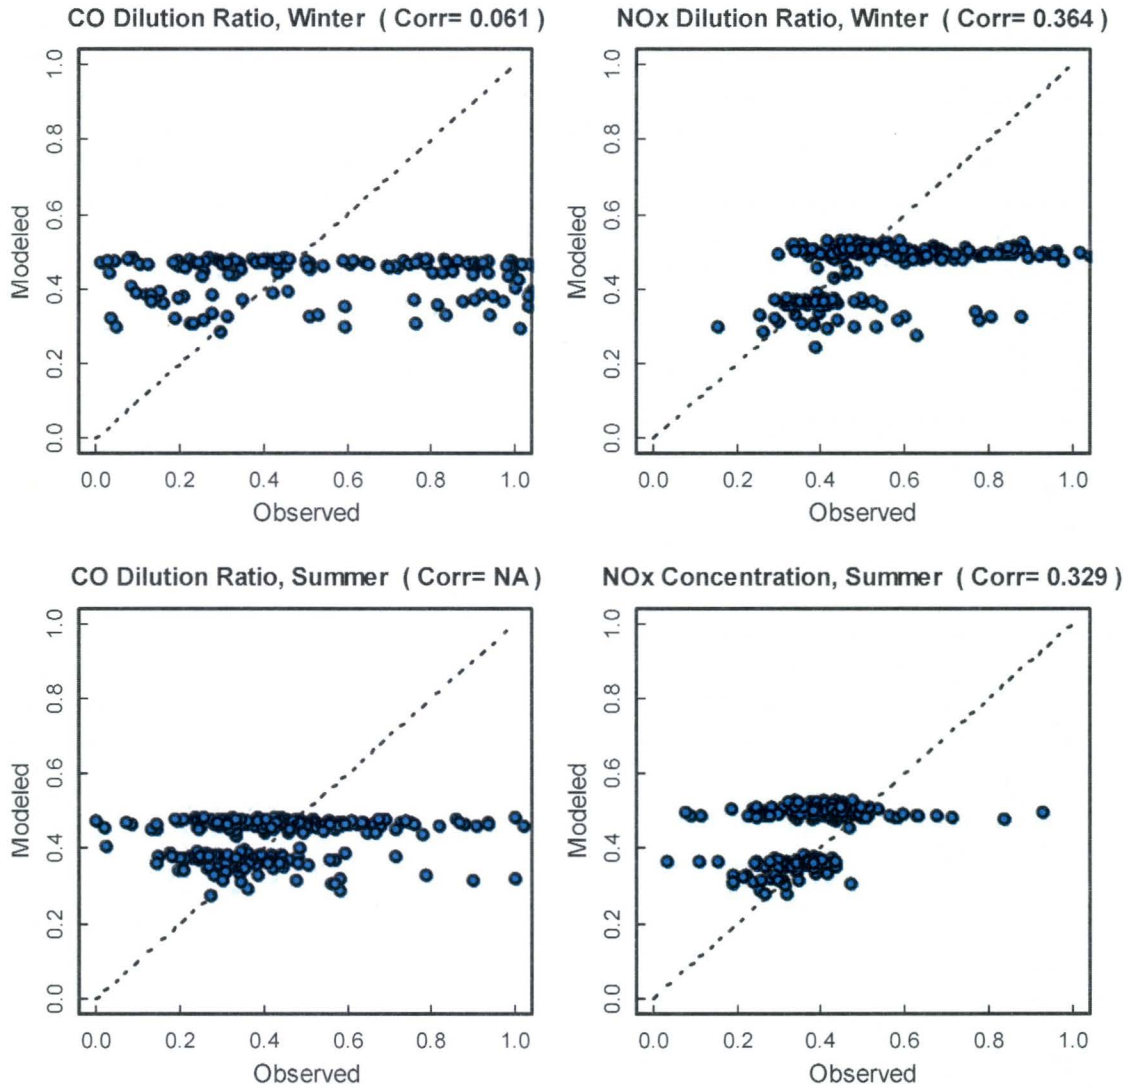 CO Dilution Ratio, Winter ( Corr= 0.061 )
NOx Dilution Ratio, Winter ( Corr= 0.364 )
Modeled
1.0
0.8
0.6
0.4
0.2
0.0
0.0 0.2 0.4 0.6 0.8 1.0
Observed
Modeled
1.0
0.8
0.6
0.4
0.2
0.0
0.0 0.2 0.4 0.6 0.8 1.0
Observed
CO Dilution Ratio, Summer ( Corr= NA )
NOx Concentration, Summer ( Corr= 0.329 )
Modeled
1.0
0.8
0.6
0.4
0.2
0.0
0.0 0.2 0.4 0.6 0.8 1.0
Observed
Modeled
1.0
0.8
0.6
0.4
0.2
0.0
0.0 0.2 0.4 0.6 0.8 1.0
Observed